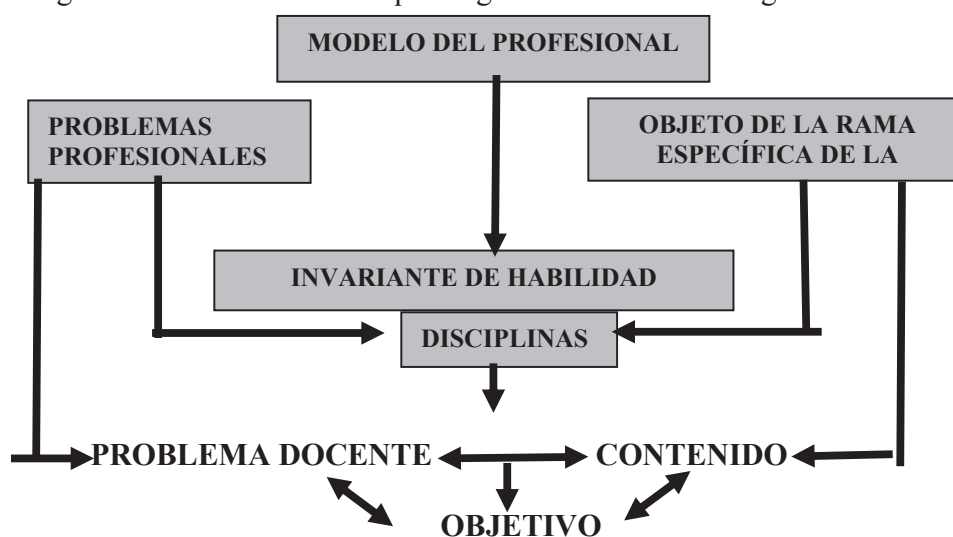 MODELO DEL PROFESIONAL
PROBLEMAS
PROFESIONALES
OBJETO DE LA RAMA
ESPECÍFICA DE LA
INVARIANTE DE HABILIDAD
DISCIPLINAS
PROBLEMA DOCENTE
CONTENIDO
OBJETIVO